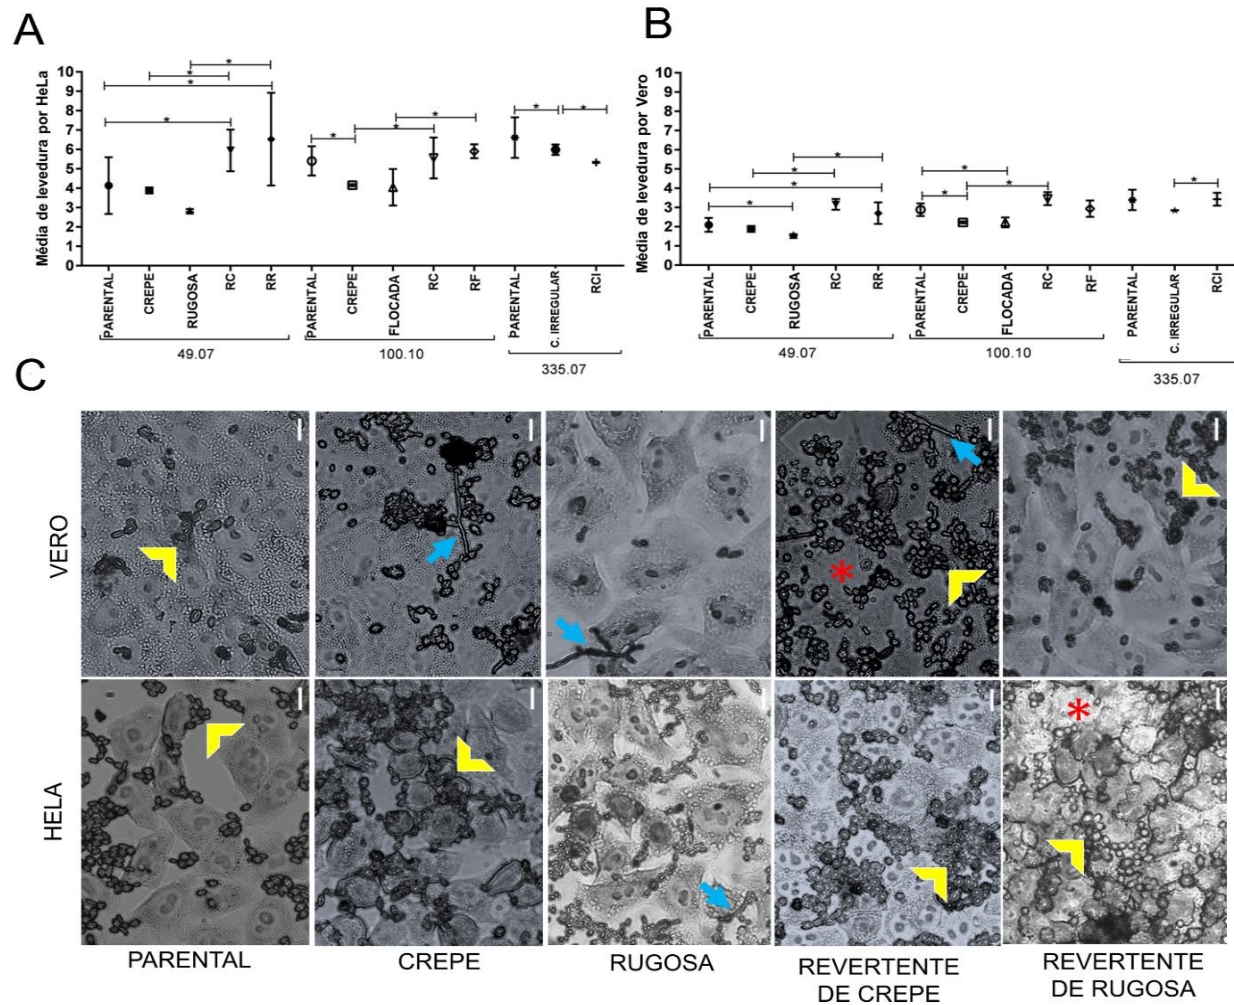 A
Média de levedura por HeLa
10
9
8
7
6
5
4
3
2
1
0
* * * *
* * *
* *
PARENTAL
CREPE
RUGOSA
RC
RR
PARENTAL
CREPE
FLOCADA
RC
RF
PARENTAL
C. IRREGULAR
RCI
49.07
100.10
335.07
B
Média de levedura por Vero
10
9
8
7
6
5
4
3
2
1
0
* * * *
* * *
*
PARENTAL
CREPE
RUGOSA
RC
RR
PARENTAL
CREPE
FLOCADA
RC
RF
PARENTAL
C. IRREGULAR
RCI
49.07
100.10
335.07
C
VERO
*
HELA
*
PARENTAL
CREPE
RUGOSA
REVERTENTE
DE CREPE
REVERTENTE
DE RUGOSA